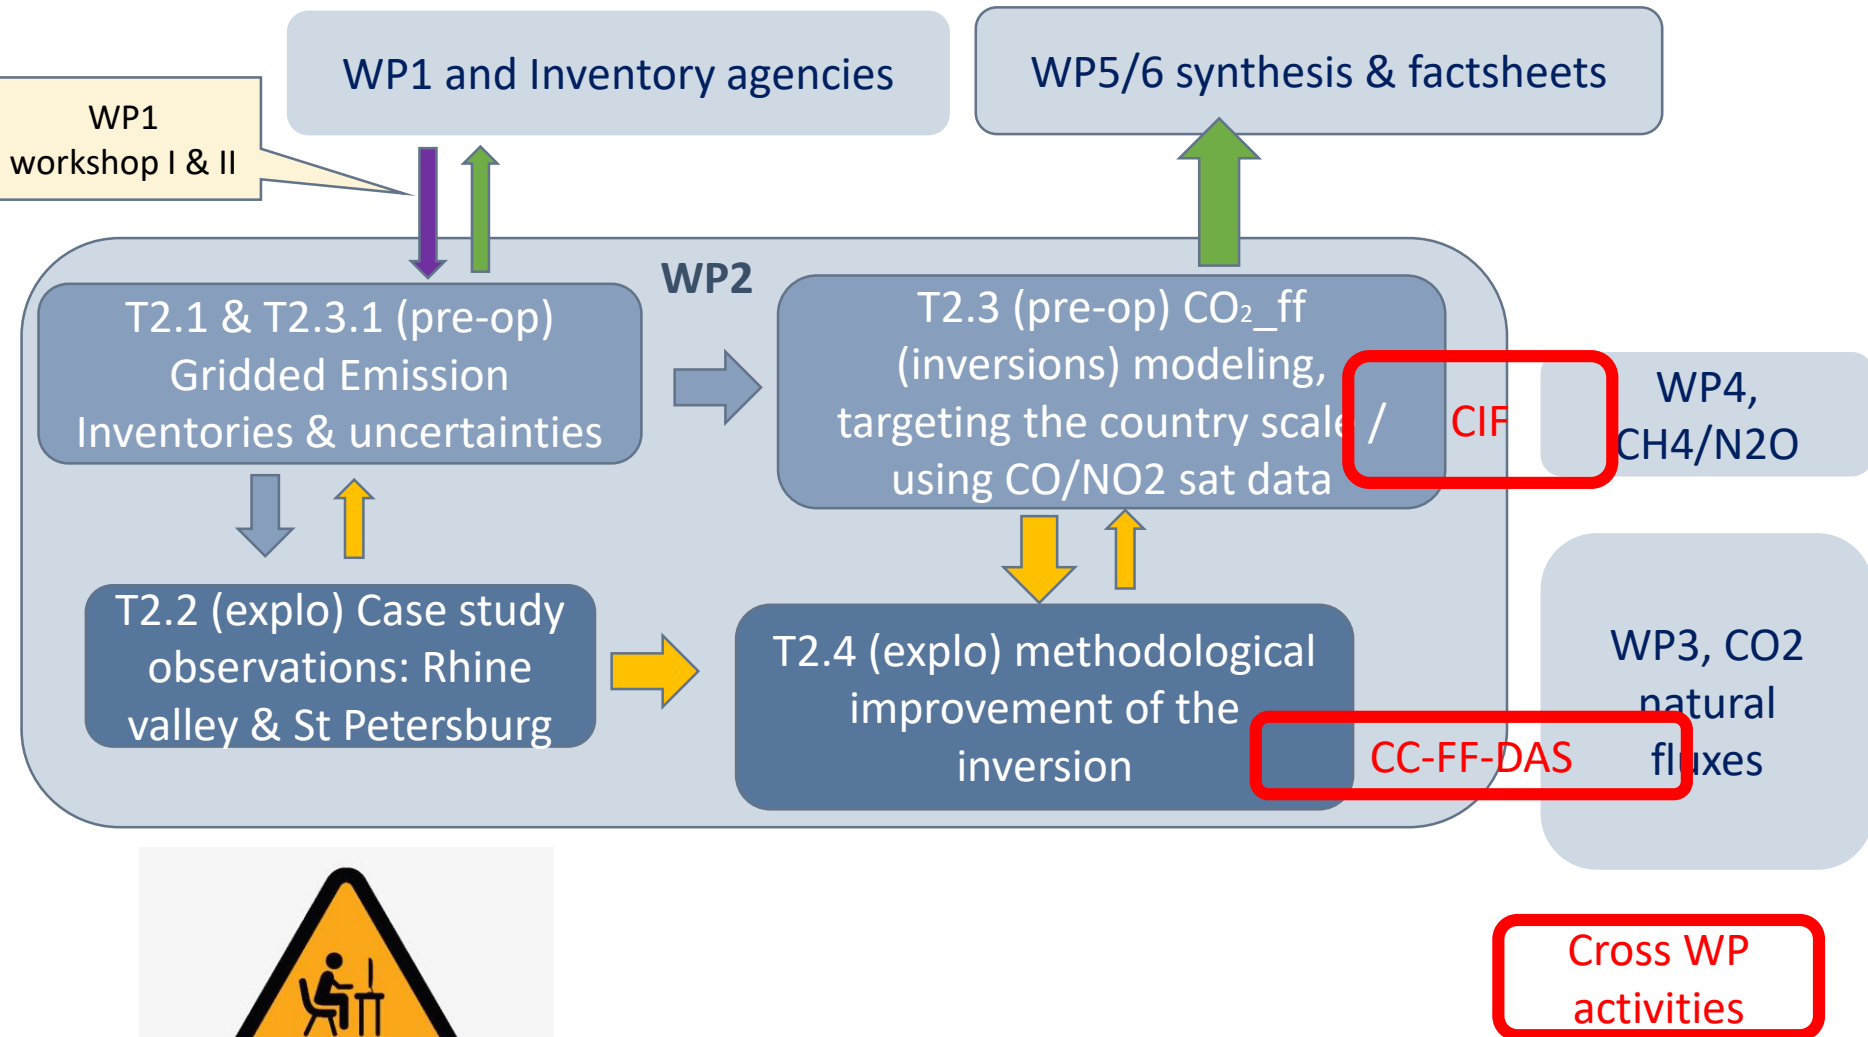 WP1 and Inventory agencies
WP5/6 synthesis & factsheets
WP1
workshop I & II
WP2
T2.1 & T2.3.1 (pre-op)
Gridded Emission
Inventories & uncertainties
T2.3 (pre-op) CO₂_ff
(inversions) modeling,
targeting the country scale /
using CO/NO2 sat data
CIF
WP4,
CH4/N2O
T2.2 (explo) Case study
observations: Rhine
valley & St Petersburg
T2.4 (explo) methodological
improvement of the
inversion
CC-FF-DAS
WP3, CO2
natural
fluxes
Cross WP
activities